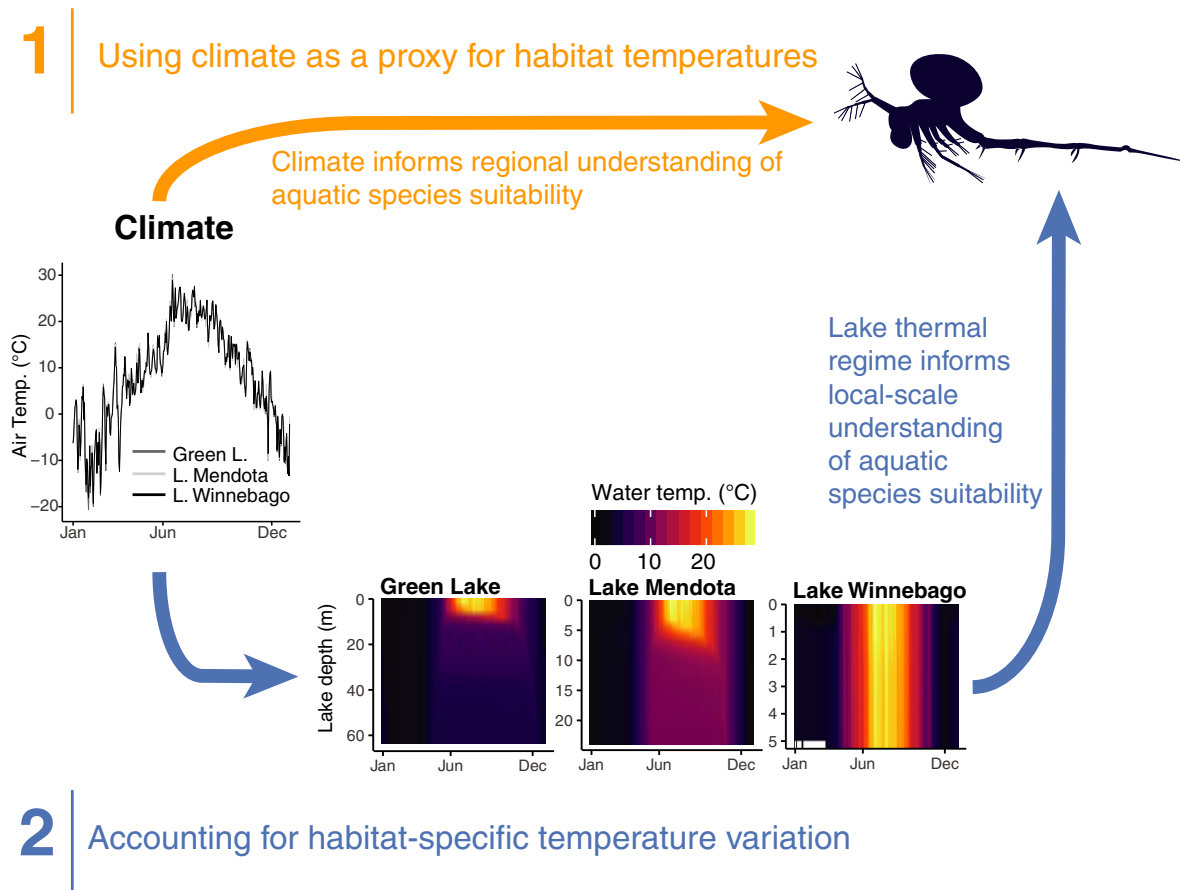 1
Using climate as a proxy for habitat temperatures
Climate informs regional understanding of
aquatic species suitability
Climate
Air Temp. (°C)
30
20
10
0
−10
−20
Green L.
L. Mendota
L. Winnebago
Jan Jun Dec
Lake thermal
regime informs
local-scale
understanding
of aquatic
species suitability
Water temp. (°C)
0 10 20
Green Lake
Lake depth (m)
0
20
40
60
Jan Jun Dec
Lake Mendota
0
5
10
15
20
Jan Jun Dec
Lake Winnebago
0
1
2
3
4
5
Jan Jun Dec
2
Accounting for habitat-specific temperature variation